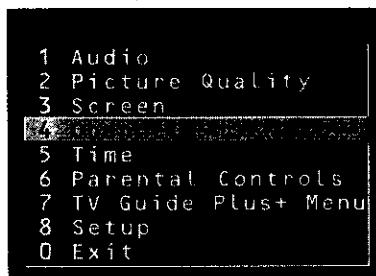 1 Audio
2 Picture Quality
3 Screen
4
5 Time
6 Parental Controls
7 TV Guide Plus+ Menu
8 Setup
0 Exit